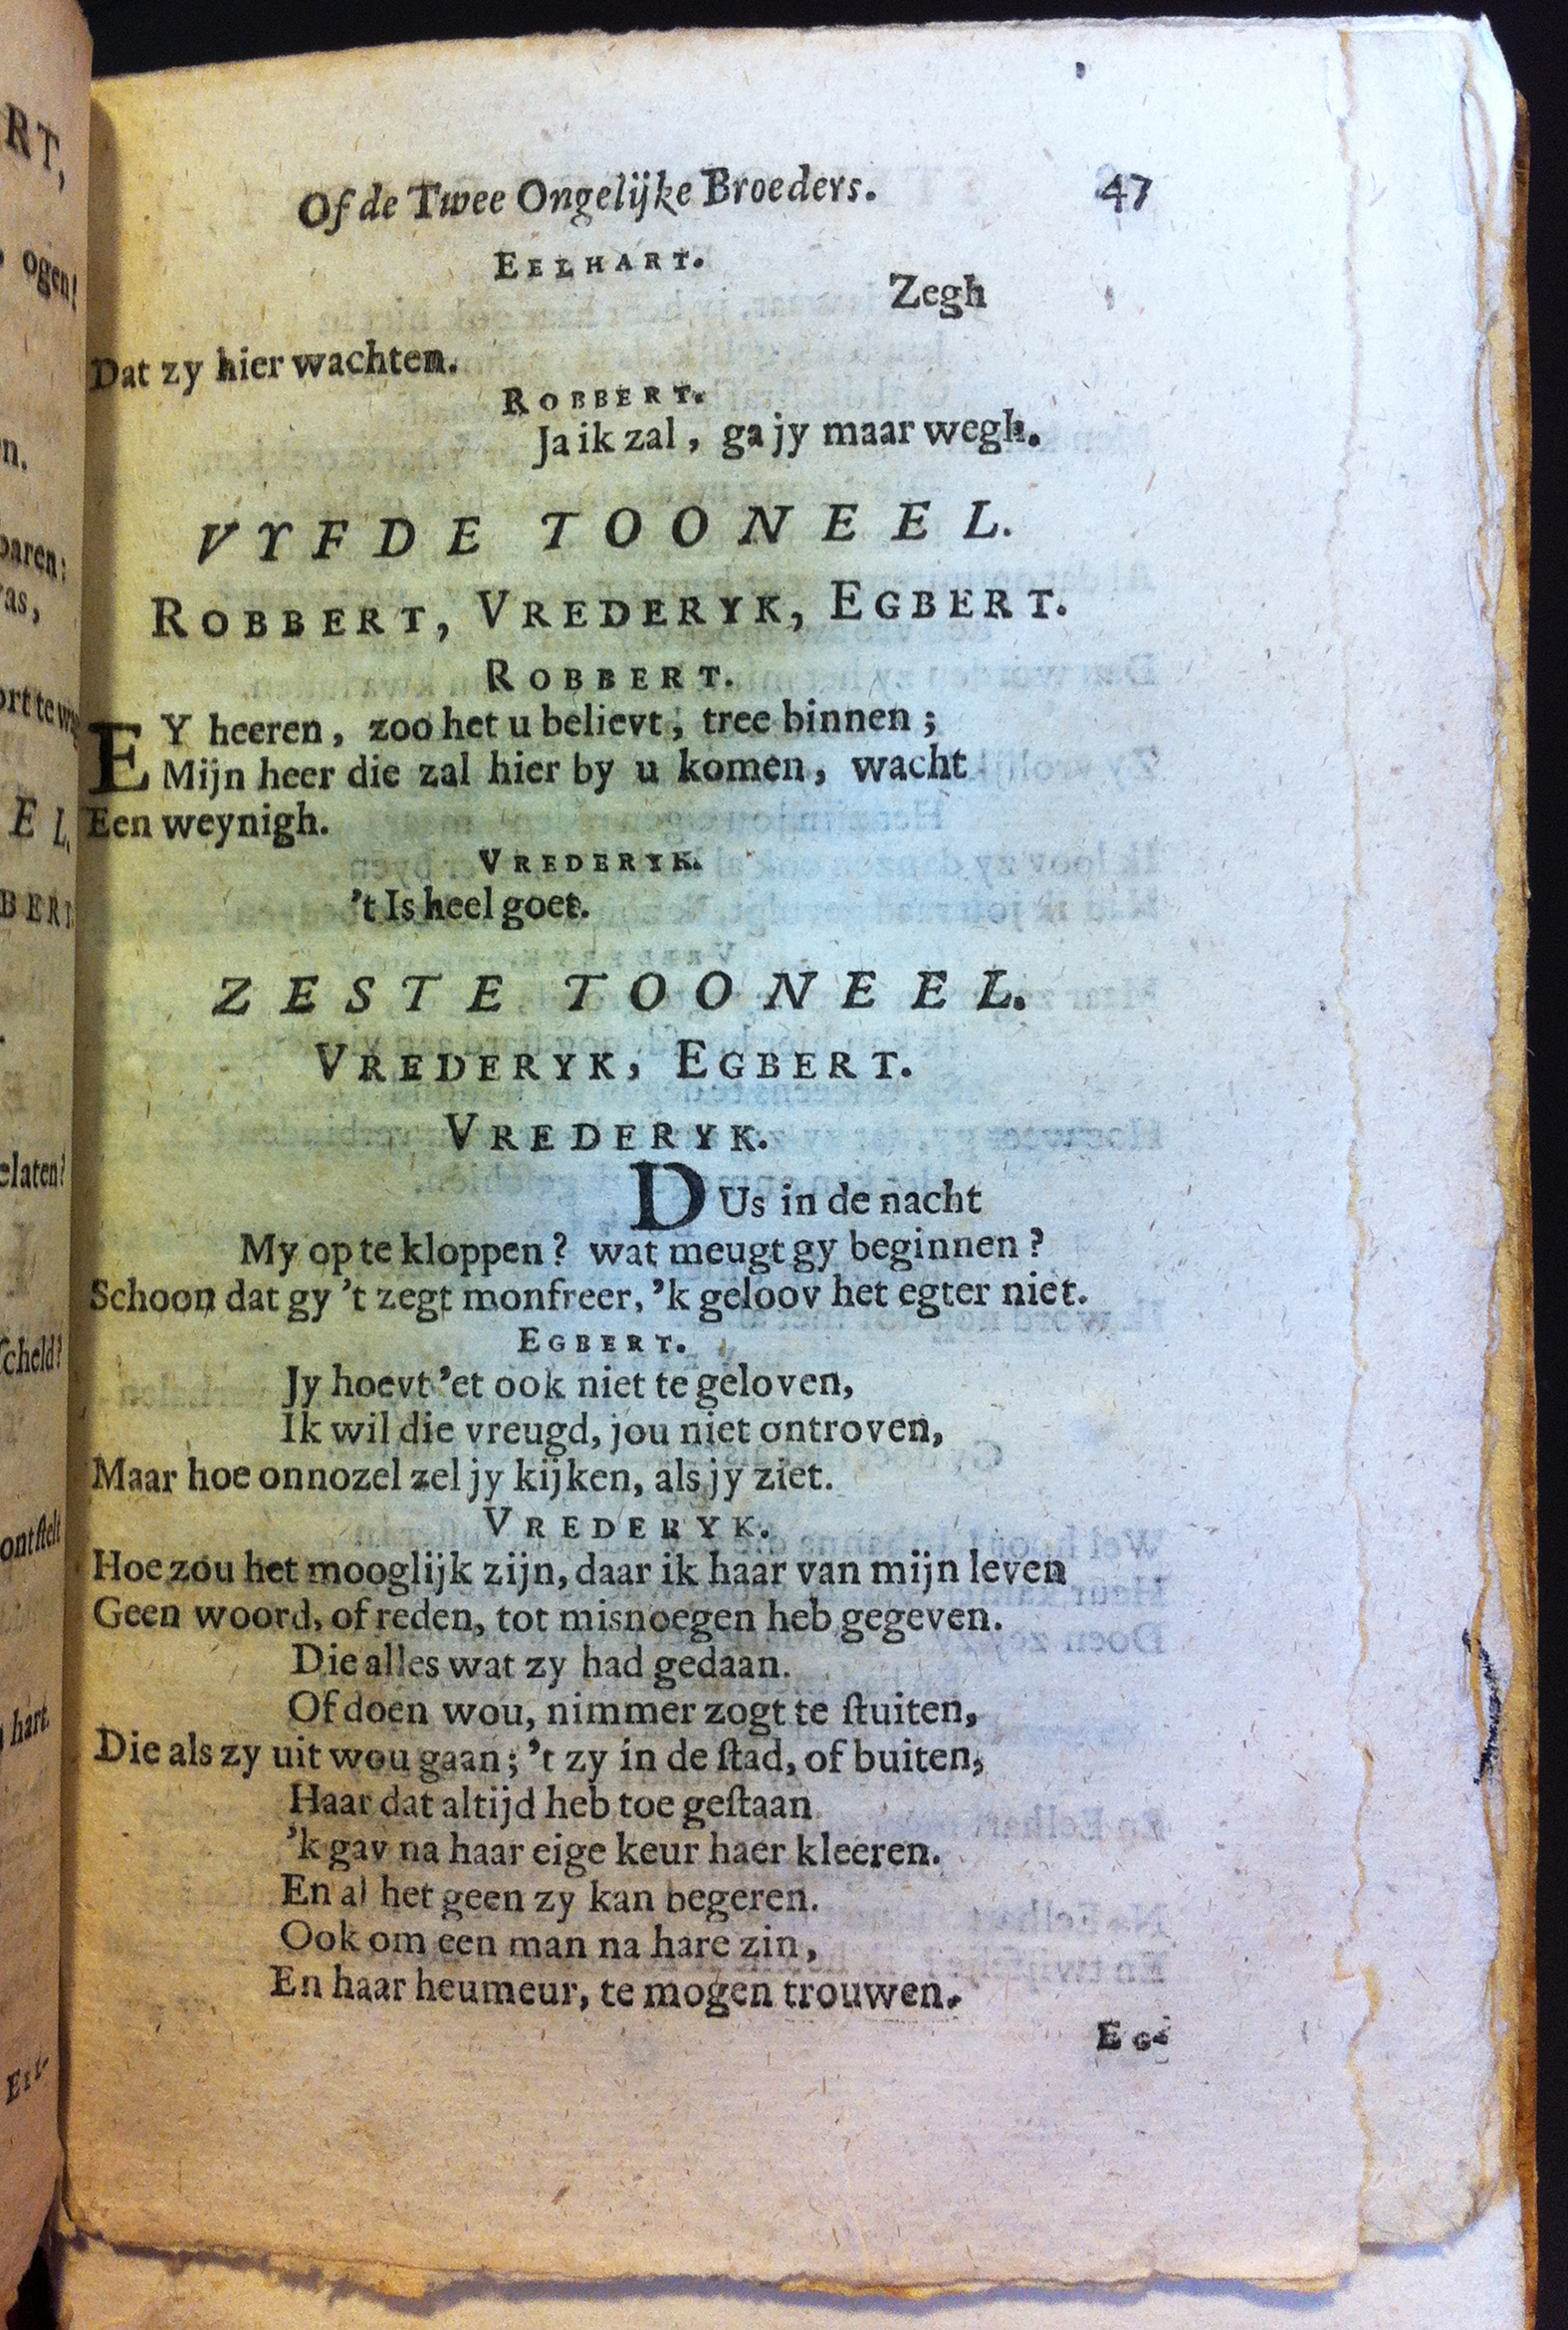 Of de Twee Ongelijke Broeders. 47
EELHART.
Zegh
Dat zy hier wachten.
ROBBERT.
Ja ik zal, ga jy maar wegh.
VYFDE TOONEEL.
ROBBERT, VREDERYK, EGBERT.
ROBBERT.
EY heeren, zoo het u believt, tree binnen;
Mijn heer die zal hier by u komen, wacht
Een weynigh.
VREDERYK.
't Is heel goet.
ZESTE TOONEEL.
VREDERYK, EGBERT.
VREDERYK.
DUs in de nacht
My op te kloppen? wat meugt gy beginnen?
Schoon dat gy 't zegt monfreer, 'k geloov het egter niet.
EGBERT.
Jy hoevt 'et ook niet te geloven,
Ik wil die vreugd, jou niet ontroven,
Maar hoe onnozel zel jy kijken, als jy ziet.
VREDERYK.
Hoe zou het mooglijk zijn, daar ik haar van mijn leven
Geen woord, of reden, tot misnoegen heb gegeven.
Die alles wat zy had gedaan.
Of doen wou, nimmer zogt te ſtuiten,
Die als zy uit wou gaan; 't zy in de ſtad, of buiten,
Haar dat altijd heb toe geſtaan
'k gav na haar eige keur haer kleeren.
En al het geen zy kan begeren.
Ook om een man na hare zin,
En haar heumeur, te mogen trouwen.
EG-